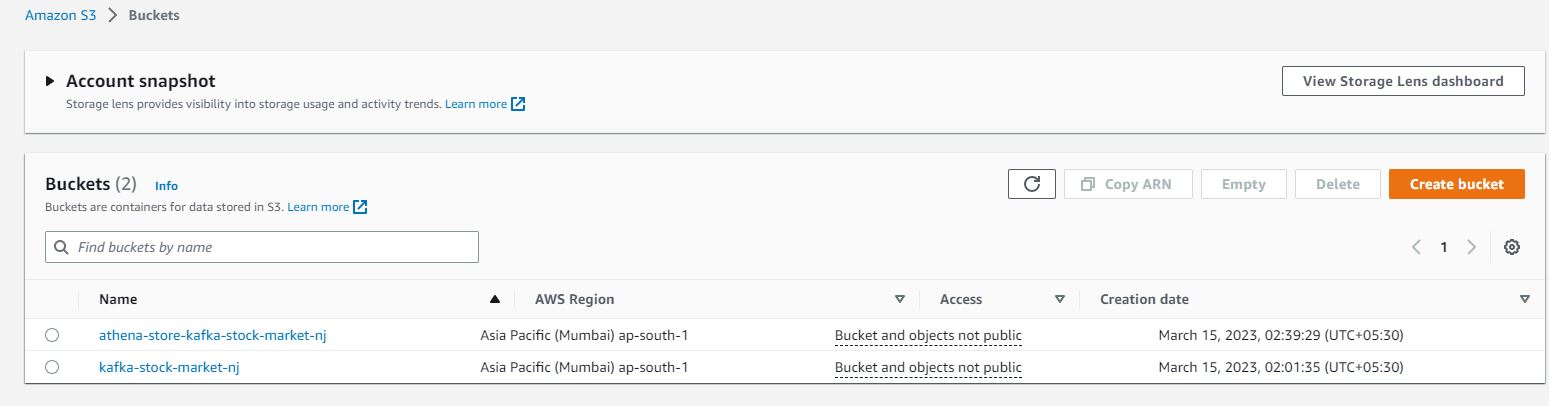 Amazon S3 Buckets
Account snapshot
View Storage Lens dashboard
Storage lens provides visibility into storage usage and activity trends. Learn more
Buckets (2) Info
Copy ARN Empty Delete Create bucket
Buckets are containers for data stored in S3. Learn more
Find buckets by name
1
Name AWS Region Access Creation date
athena-store-kafka-stock-market-nj Asia Pacific (Mumbai) ap-south-1 Bucket and objects not public March 15, 2023, 02:39:29 (UTC+05:30)
kafka-stock-market-nj Asia Pacific (Mumbai) ap-south-1 Bucket and objects not public March 15, 2023, 02:01:35 (UTC+05:30)